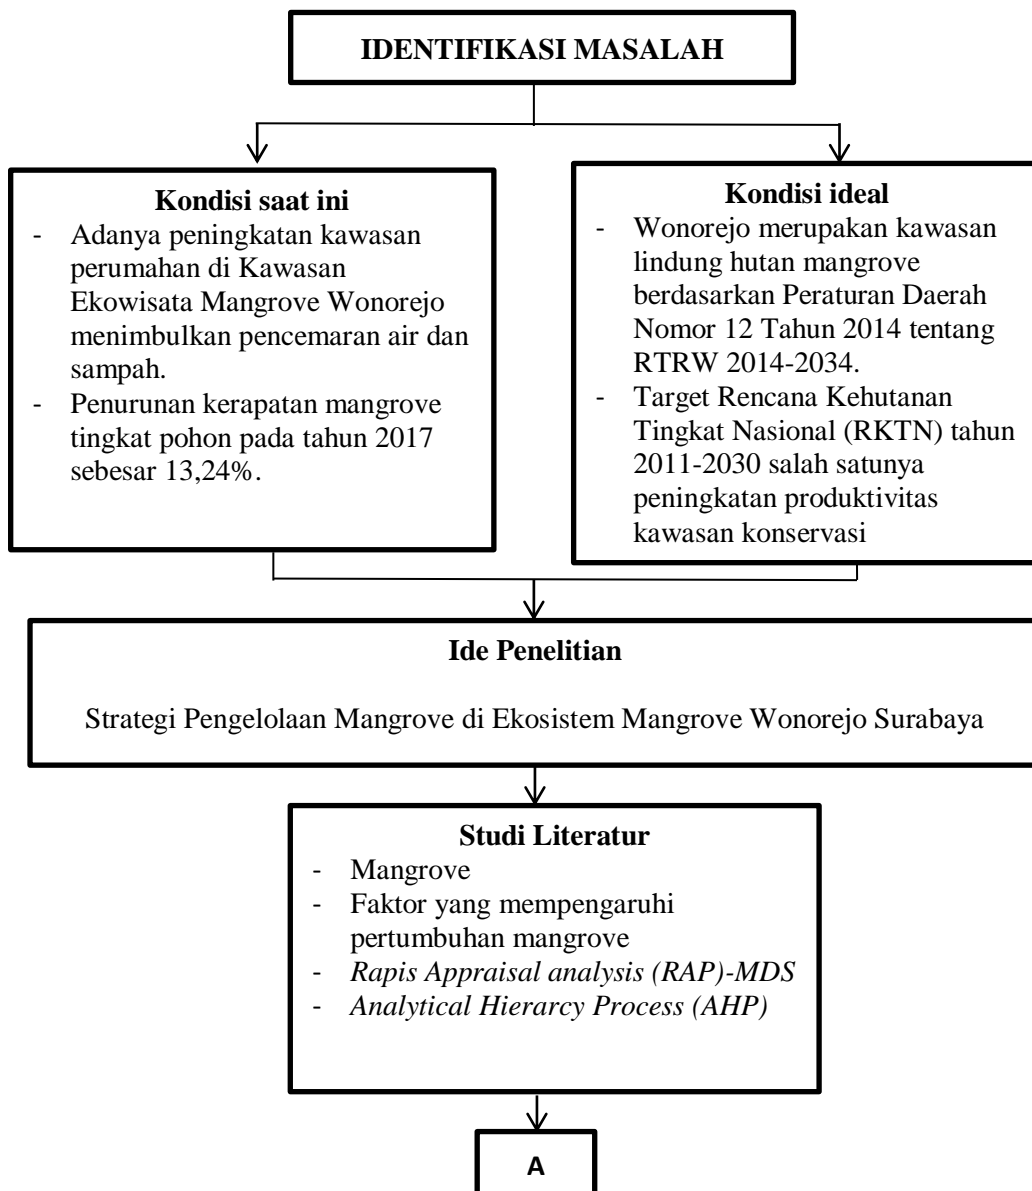 IDENTIFIKASI MASALAH
Kondisi saat ini
- Adanya peningkatan kawasan
perumahan di Kawasan
Ekowisata Mangrove Wonorejo
menimbulkan pencemaran air dan
sampah.
- Penurunan kerapatan mangrove
tingkat pohon pada tahun 2017
sebesar 13,24%.
Kondisi ideal
- Wonorejo merupakan kawasan
lindung hutan mangrove
berdasarkan Peraturan Daerah
Nomor 12 Tahun 2014 tentang
RTRW 2014-2034.
- Target Rencana Kehutanan
Tingkat Nasional (RKTN) tahun
2011-2030 salah satunya
peningkatan produktivitas
kawasan konservasi
Ide Penelitian
Strategi Pengelolaan Mangrove di Ekosistem Mangrove Wonorejo Surabaya
Studi Literatur
- Mangrove
- Faktor yang mempengaruhi
pertumbuhan mangrove
- Rapis Appraisal analysis (RAP)-MDS
- Analytical Hierarcy Process (AHP)
A